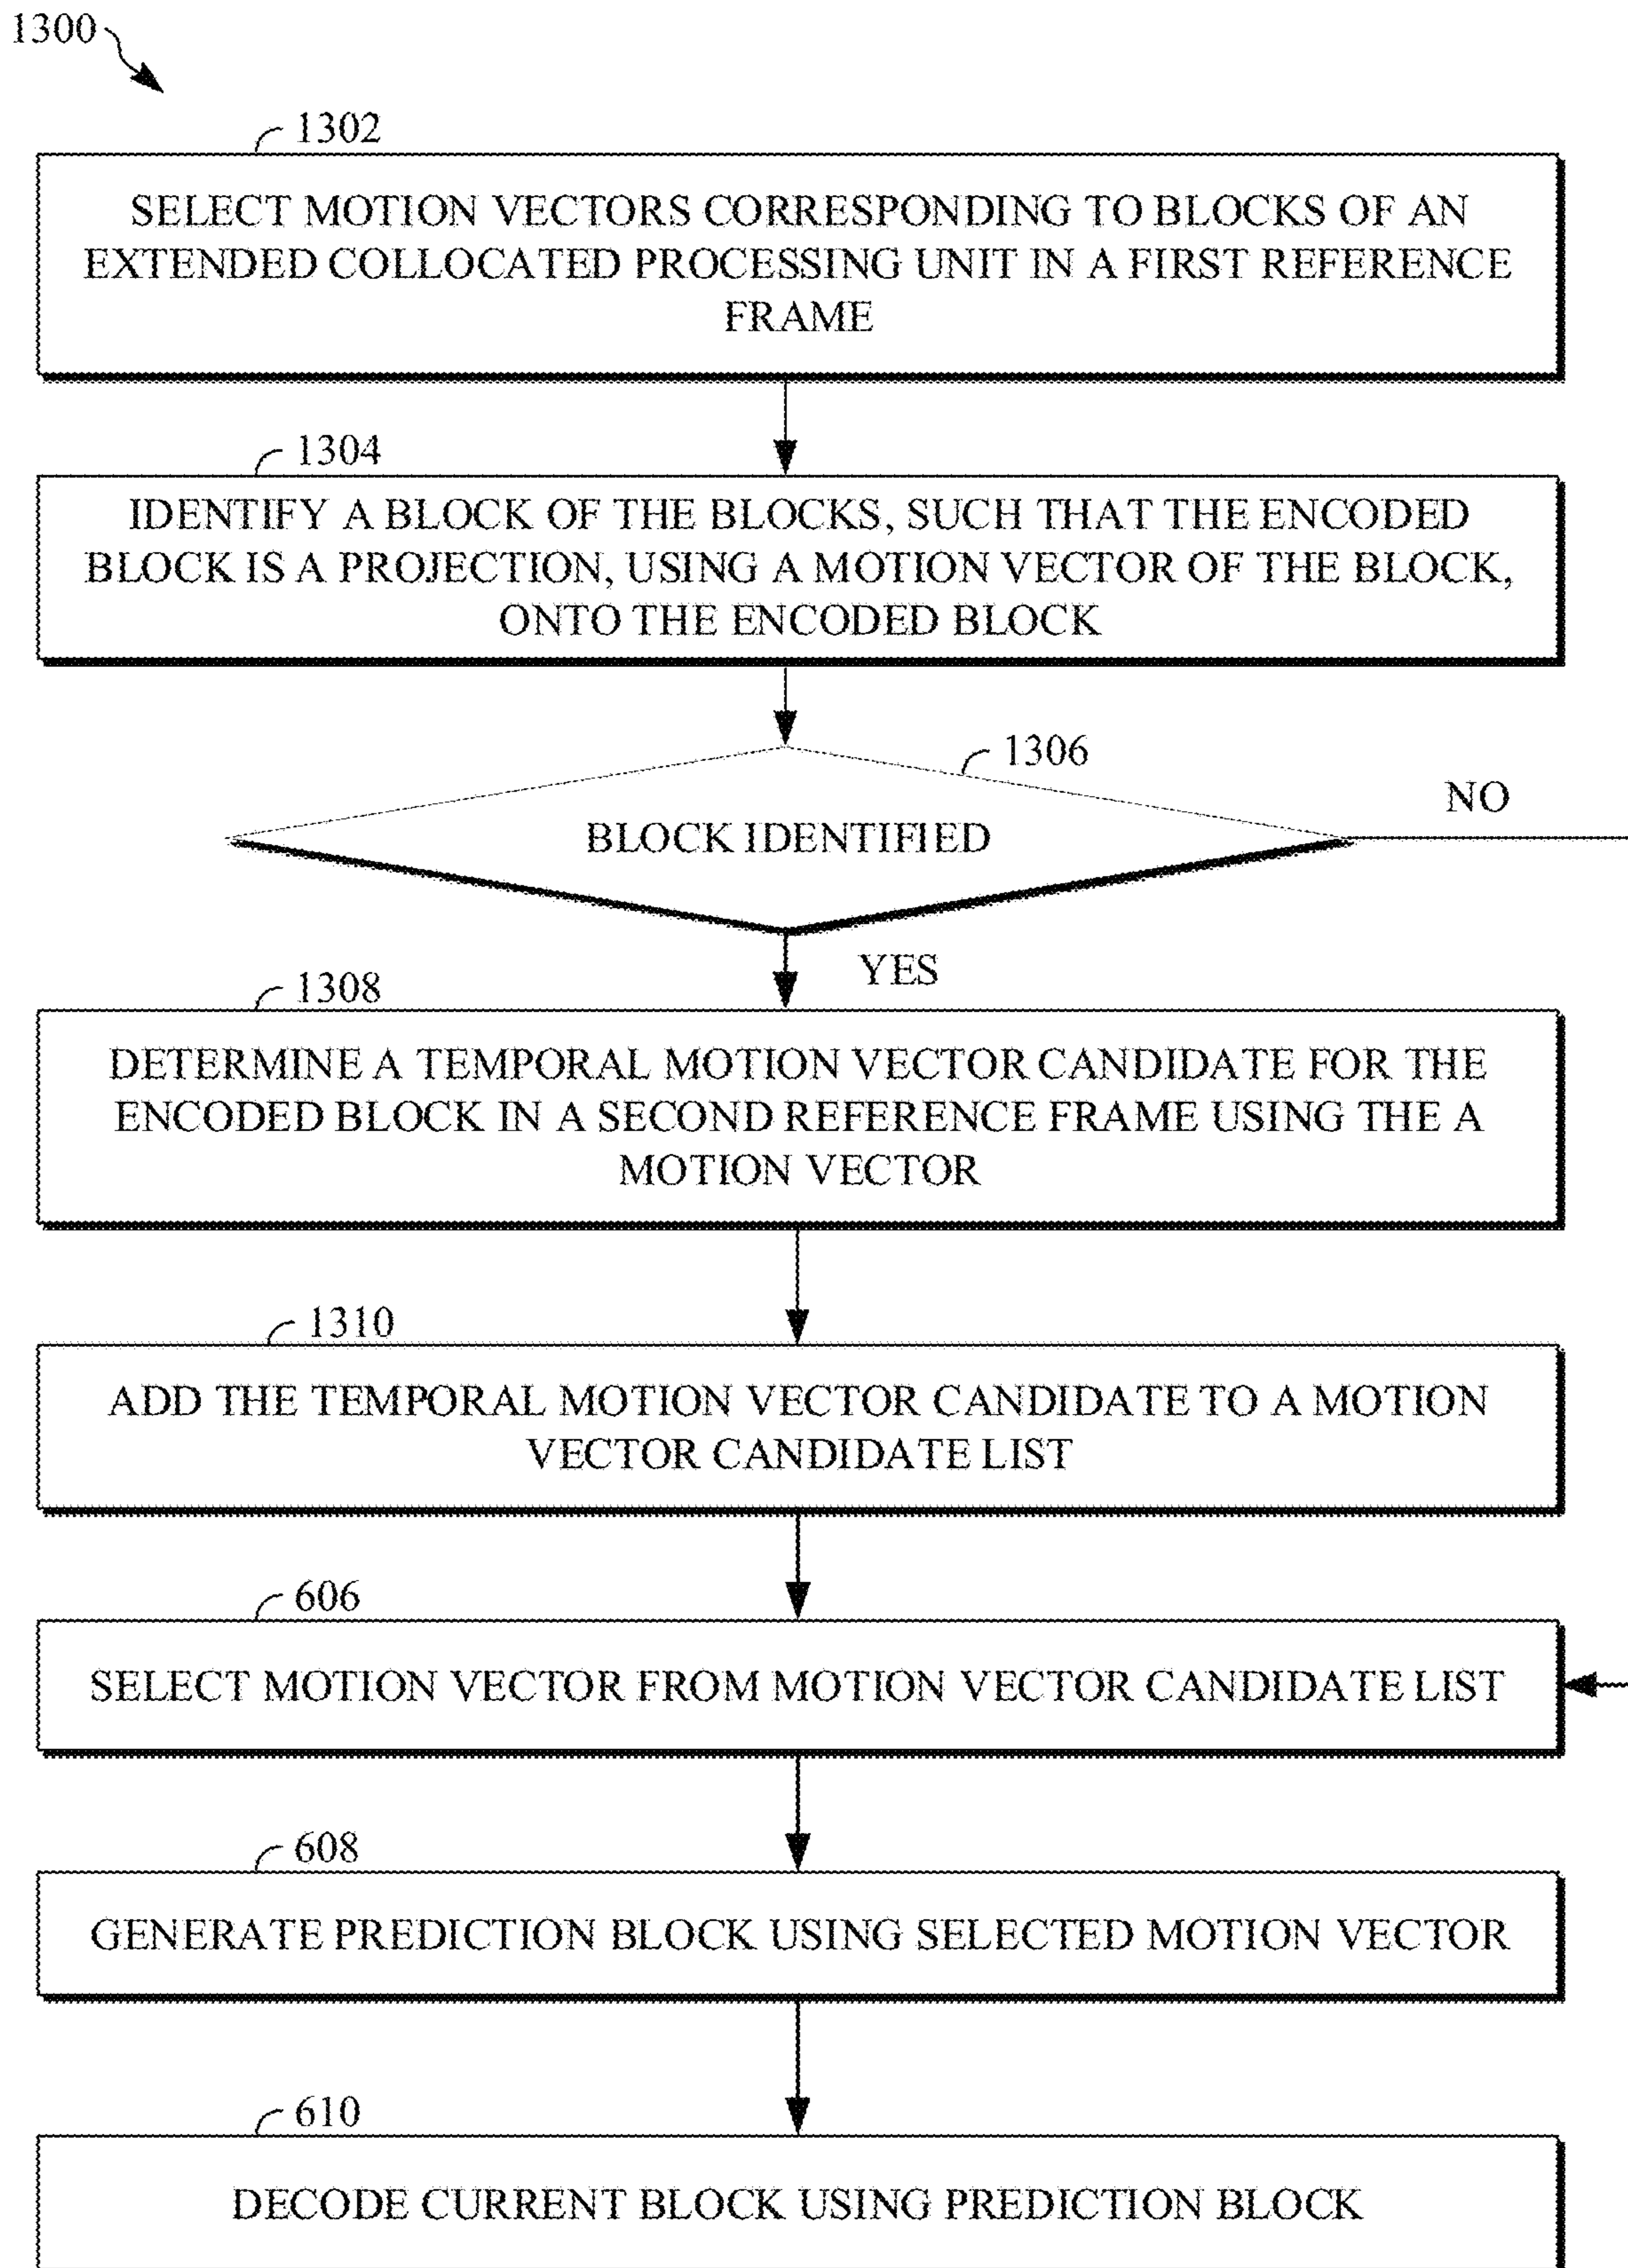 1300
1302
SELECT MOTION VECTORS CORRESPONDING TO BLOCKS OF AN
EXTENDED COLLOCATED PROCESSING UNIT IN A FIRST REFERENCE
FRAME
1304
IDENTIFY A BLOCK OF THE BLOCKS, SUCH THAT THE ENCODED
BLOCK IS A PROJECTION, USING A MOTION VECTOR OF THE BLOCK,
ONTO THE ENCODED BLOCK
1306
NO
BLOCK IDENTIFIED
YES
1308
DETERMINE A TEMPORAL MOTION VECTOR CANDIDATE FOR THE
ENCODED BLOCK IN A SECOND REFERENCE FRAME USING THE A
MOTION VECTOR
1310
ADD THE TEMPORAL MOTION VECTOR CANDIDATE TO A MOTION
VECTOR CANDIDATE LIST
606
SELECT MOTION VECTOR FROM MOTION VECTOR CANDIDATE LIST
608
GENERATE PREDICTION BLOCK USING SELECTED MOTION VECTOR
610
DECODE CURRENT BLOCK USING PREDICTION BLOCK